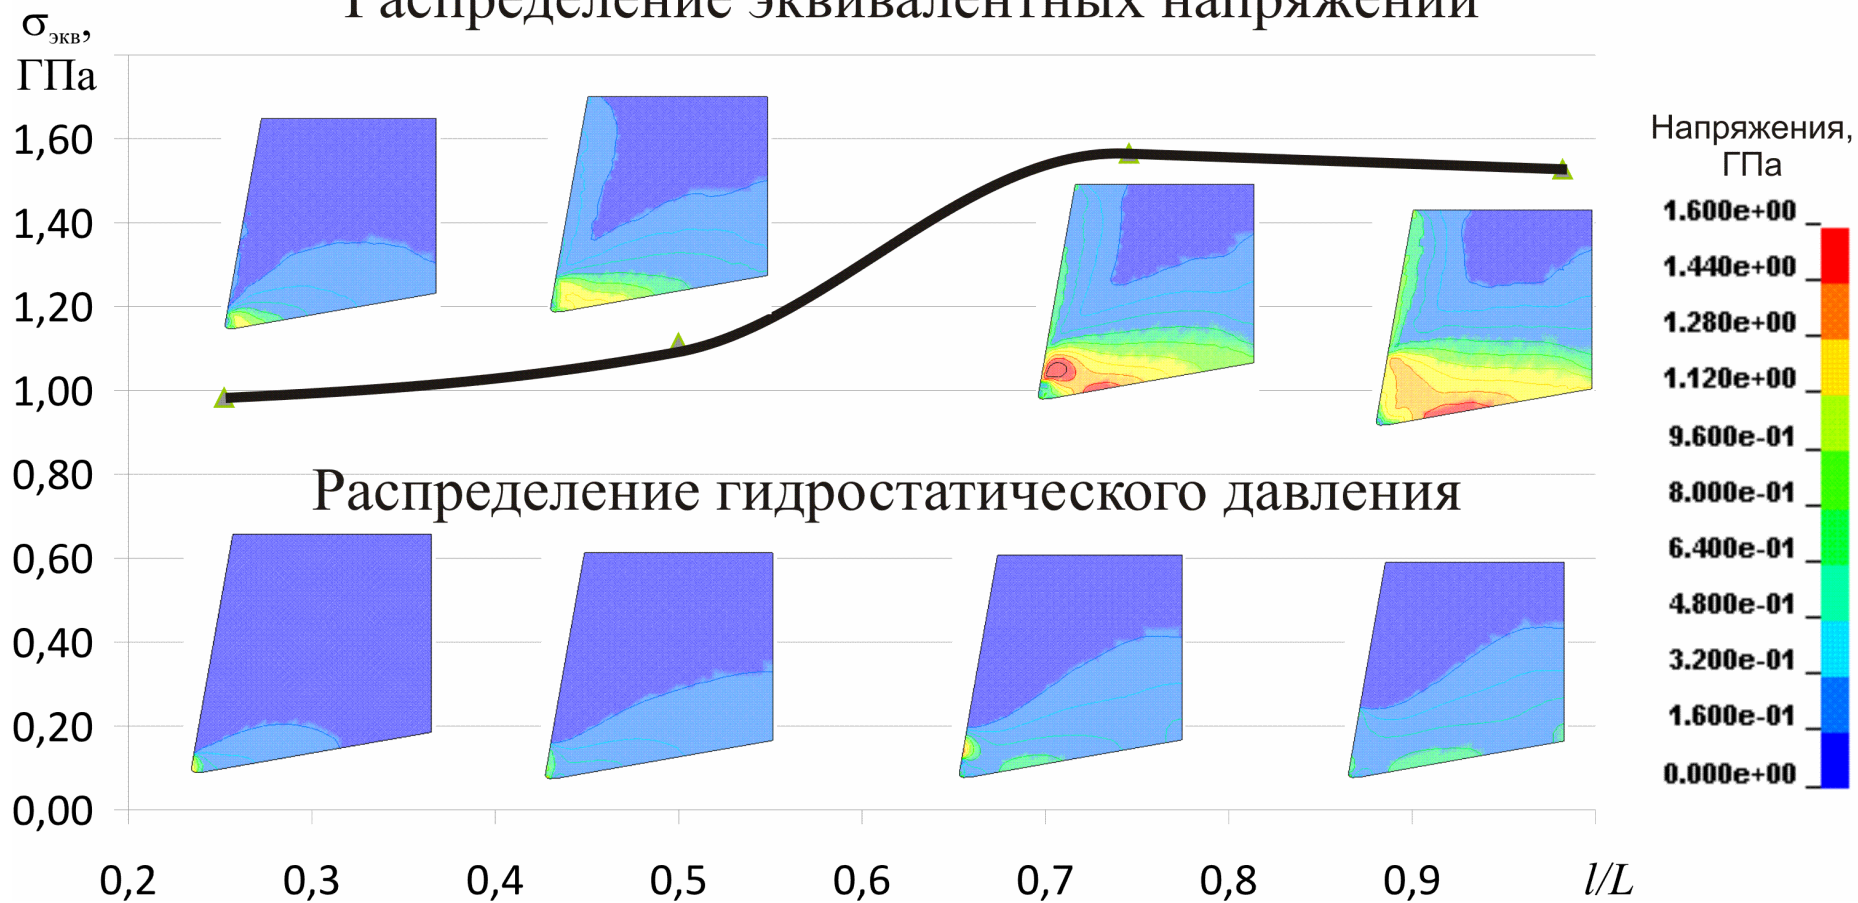 Распределение эквивалентных напряжений
σэкв,
ГПа
1,60
1,40
1,20
1,00
0,80
0,60
0,40
0,20
0,00
Распределение гидростатического давления
0,2 0,3 0,4 0,5 0,6 0,7 0,8 0,9 l/L
Напряжения,
ГПа
1.600e+00
1.440e+00
1.280e+00
1.120e+00
9.600e-01
8.000e-01
6.400e-01
4.800e-01
3.200e-01
1.600e-01
0.000e+00